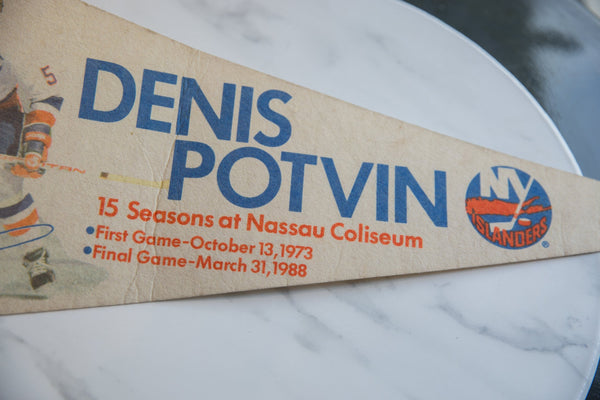 DENIS
POTVIN
15 Seasons at Nassau Coliseum
•First Game-October 13,1973
•Final Game-March 31,1988
NY
ISLANDERS
®
5